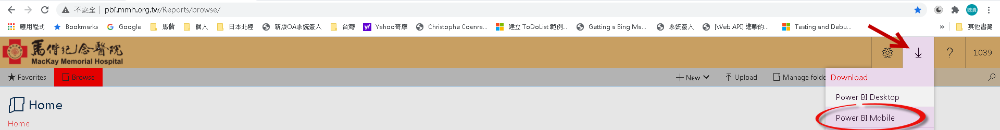 不安全 | pbi.mmh.org.tw/Reports/browse/ 聰貴
應用程式 Bookmarks Google 馬偕 個人 日本北陸 新版OA系統簽入 台灣 Yahoo奇摩 Christophe Coenra... 建立 ToDoList 範例... Getting a Bing Ma... 系統簽入 [Web API] 進擊的... Testing and Debu... » 其他書籤
馬偕紀念醫院
MacKay Memorial Hospital
? 1039
Favorites Browse New Upload Manage folde
Download
Power BI Desktop
Home
Power BI Mobile
Home